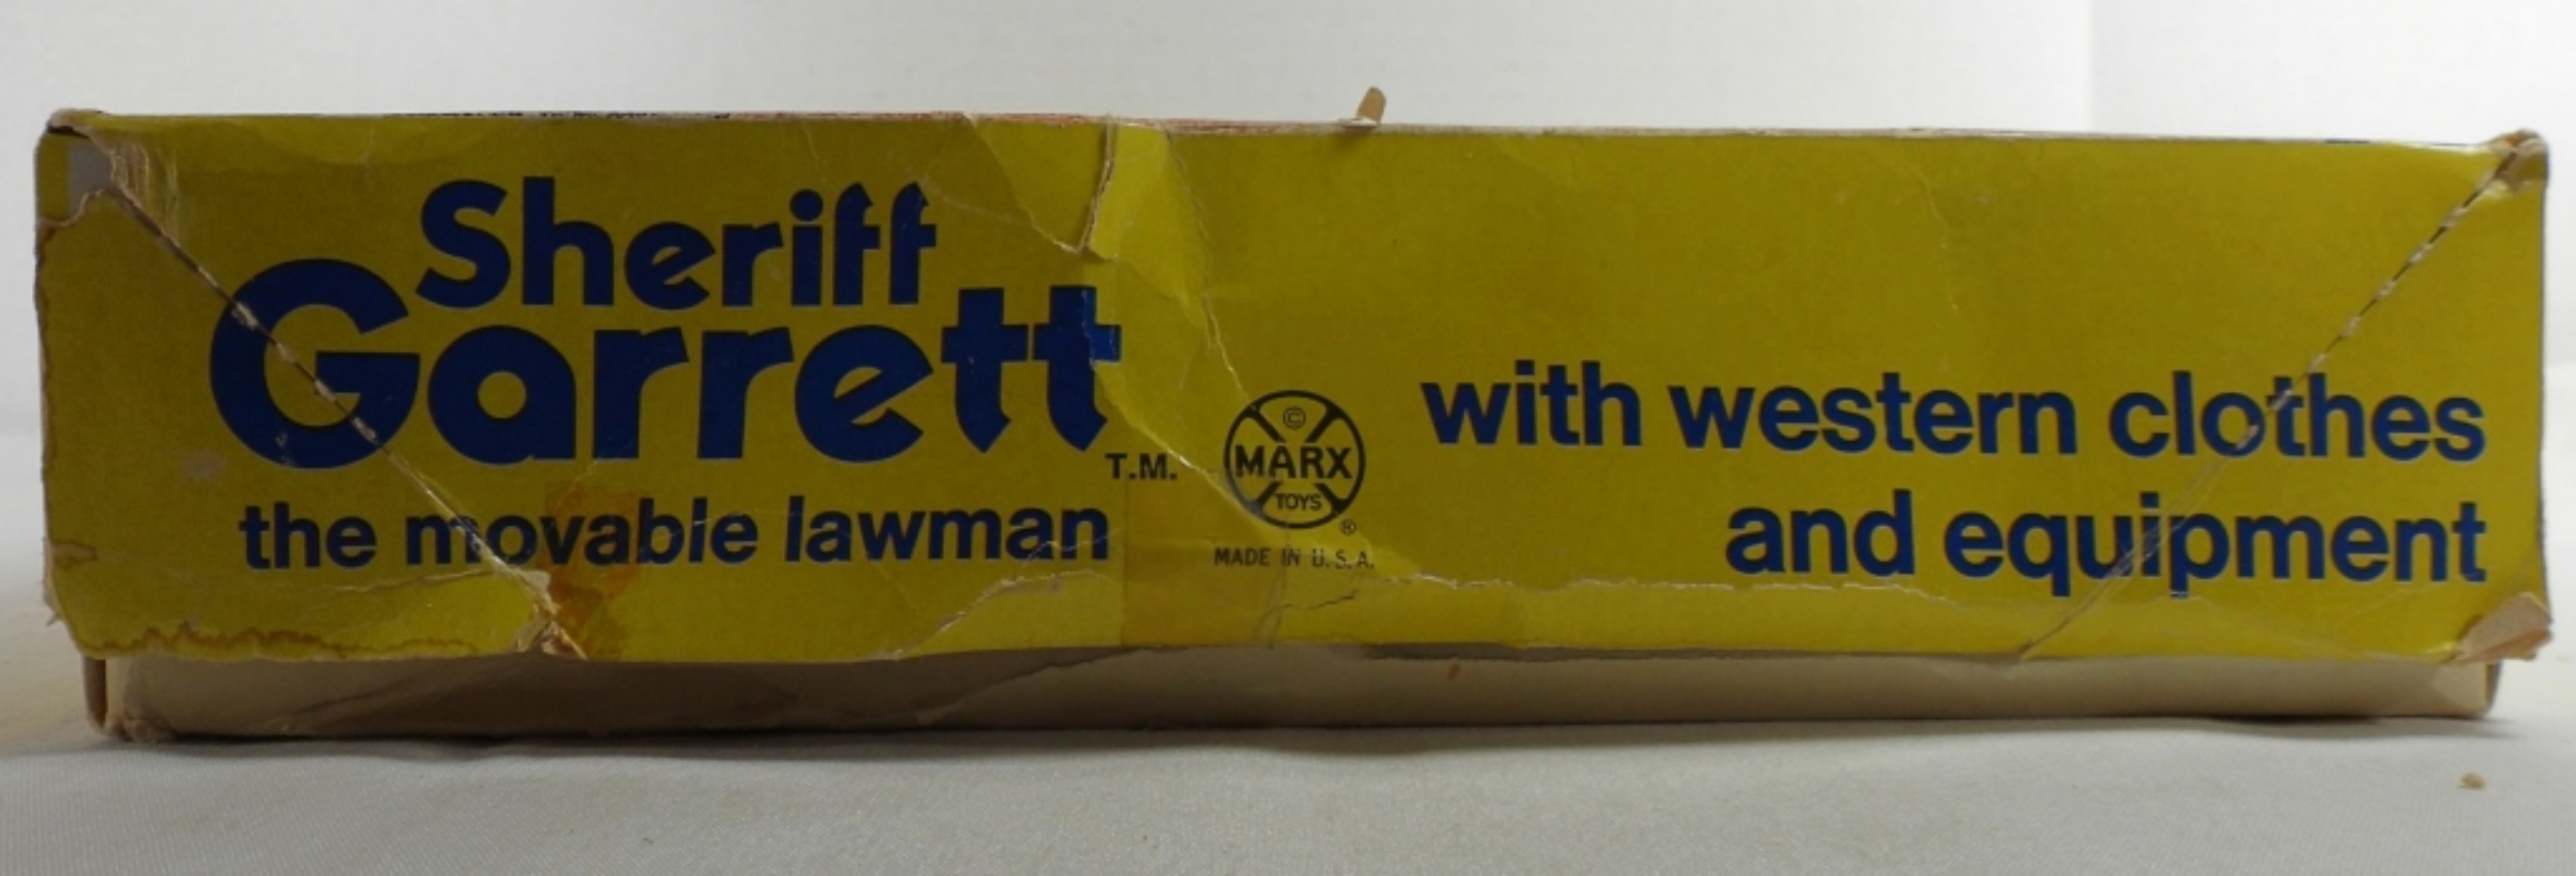 Sheriff
Garrett T.M.
the movable lawman
©
MARX
TOYS
®
MADE IN U.S.A.
with western clothes
and equipment